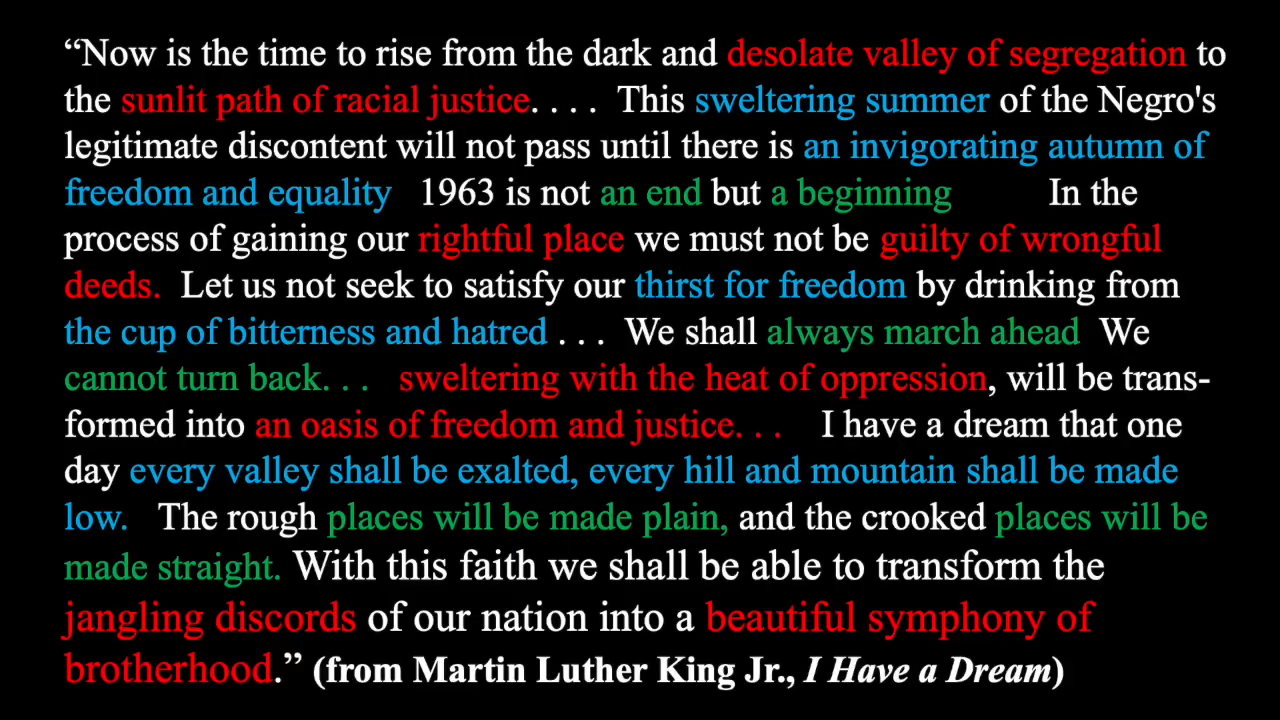 “Now is the time to rise from the dark and desolate valley of segregation to
the sunlit path of racial justice. . . .  This sweltering summer of the Negro's
legitimate discontent will not pass until there is an invigorating autumn of
freedom and equality   1963 is not an end but a beginning          In the
process of gaining our rightful place we must not be guilty of wrongful
deeds.  Let us not seek to satisfy our thirst for freedom by drinking from
the cup of bitterness and hatred . . .  We shall always march ahead  We
cannot turn back. . .   sweltering with the heat of oppression, will be trans-
formed into an oasis of freedom and justice. . .    I have a dream that one
day every valley shall be exalted, every hill and mountain shall be made
low.   The rough places will be made plain, and the crooked places will be
made straight. With this faith we shall be able to transform the
jangling discords of our nation into a beautiful symphony of
brotherhood.” (from Martin Luther King Jr., I Have a Dream)